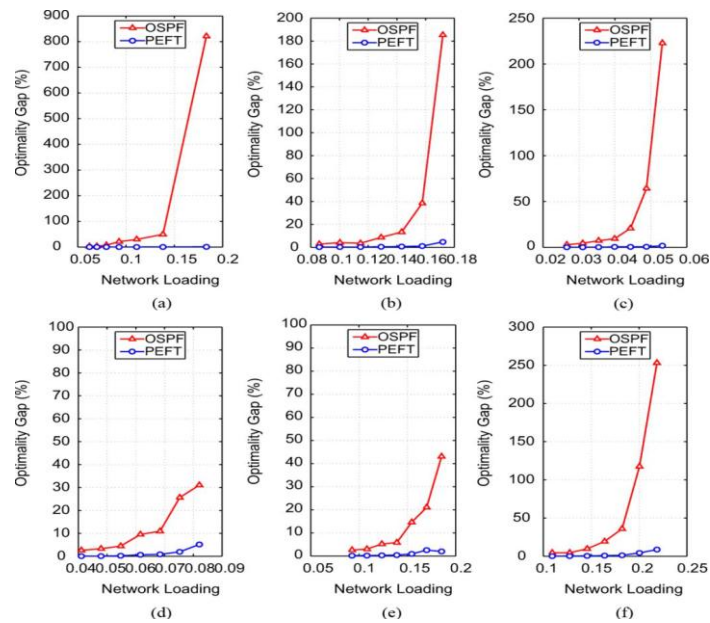 900
800
700
600
500
400
300
200
100
0
Optimality Gap (%)
OSPF
PEFT
0.05 0.1 0.15 0.2
Network Loading
(a)
200
180
160
140
120
100
80
60
40
20
0
Optimality Gap (%)
OSPF
PEFT
0.08 0.1 0.12 0.14 0.16 0.18
Network Loading
(b)
250
200
150
100
50
0
Optimality Gap (%)
OSPF
PEFT
0.02 0.03 0.04 0.05 0.06
Network Loading
(c)
100
90
80
70
60
50
40
30
20
10
0
Optimality Gap (%)
OSPF
PEFT
0.04 0.05 0.06 0.07 0.08 0.09
Network Loading
(d)
100
90
80
70
60
50
40
30
20
10
0
Optimality Gap (%)
OSPF
PEFT
0.05 0.1 0.15 0.2
Network Loading
(e)
300
250
200
150
100
50
0
Optimality Gap (%)
OSPF
PEFT
0.1 0.15 0.2 0.25
Network Loading
(f)